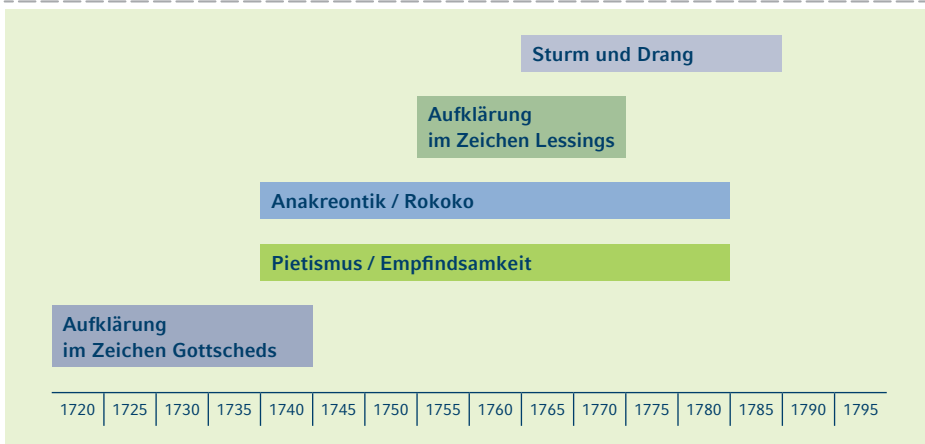 Sturm und Drang
Aufklärung
im Zeichen Lessings
Anakreontik / Rokoko
Pietismus / Empfindsamkeit
Aufklärung
im Zeichen Gottscheds
1720 1725 1730 1735 1740 1745 1750 1755 1760 1765 1770 1775 1780 1785 1790 1795